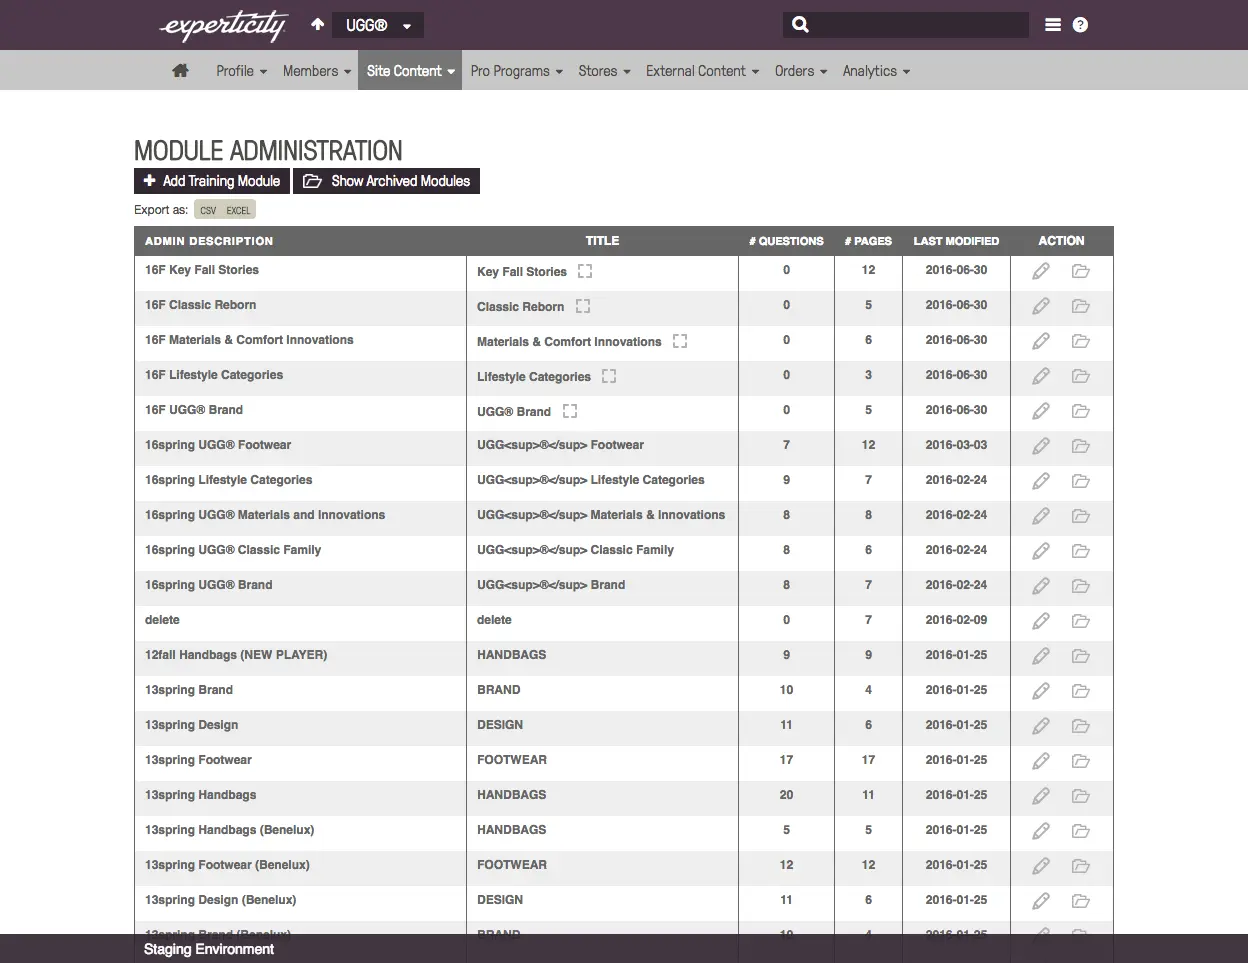 experticity UGG®
Profile Members Site Content Pro Programs Stores External Content Orders Analytics
MODULE ADMINISTRATION
Add Training Module Show Archived Modules
Export as: CSV EXCEL
ADMIN DESCRIPTION TITLE # QUESTIONS # PAGES LAST MODIFIED ACTION
16F Key Fall Stories Key Fall Stories 0 12 2016-06-30
16F Classic Reborn Classic Reborn 0 5 2016-06-30
16F Materials & Comfort Innovations Materials & Comfort Innovations 0 6 2016-06-30
16F Lifestyle Categories Lifestyle Categories 0 3 2016-06-30
16F UGG® Brand UGG® Brand 0 5 2016-06-30
16spring UGG® Footwear UGG<sup>®</sup> Footwear 7 12 2016-03-03
16spring Lifestyle Categories UGG<sup>®</sup> Lifestyle Categories 9 7 2016-02-24
16spring UGG® Materials and Innovations UGG<sup>®</sup> Materials & Innovations 8 8 2016-02-24
16spring UGG® Classic Family UGG<sup>®</sup> Classic Family 8 6 2016-02-24
16spring UGG® Brand UGG<sup>®</sup> Brand 8 7 2016-02-24
delete delete 0 7 2016-02-09
12fall Handbags (NEW PLAYER) HANDBAGS 9 9 2016-01-25
13spring Brand BRAND 10 4 2016-01-25
13spring Design DESIGN 11 6 2016-01-25
13spring Footwear FOOTWEAR 17 17 2016-01-25
13spring Handbags HANDBAGS 20 11 2016-01-25
13spring Handbags (Benelux) HANDBAGS 5 5 2016-01-25
13spring Footwear (Benelux) FOOTWEAR 12 12 2016-01-25
13spring Design (Benelux) DESIGN 11 6 2016-01-25
13spring Brand (Benelux) BRAND 10 4 2016-01-25
Staging Environment